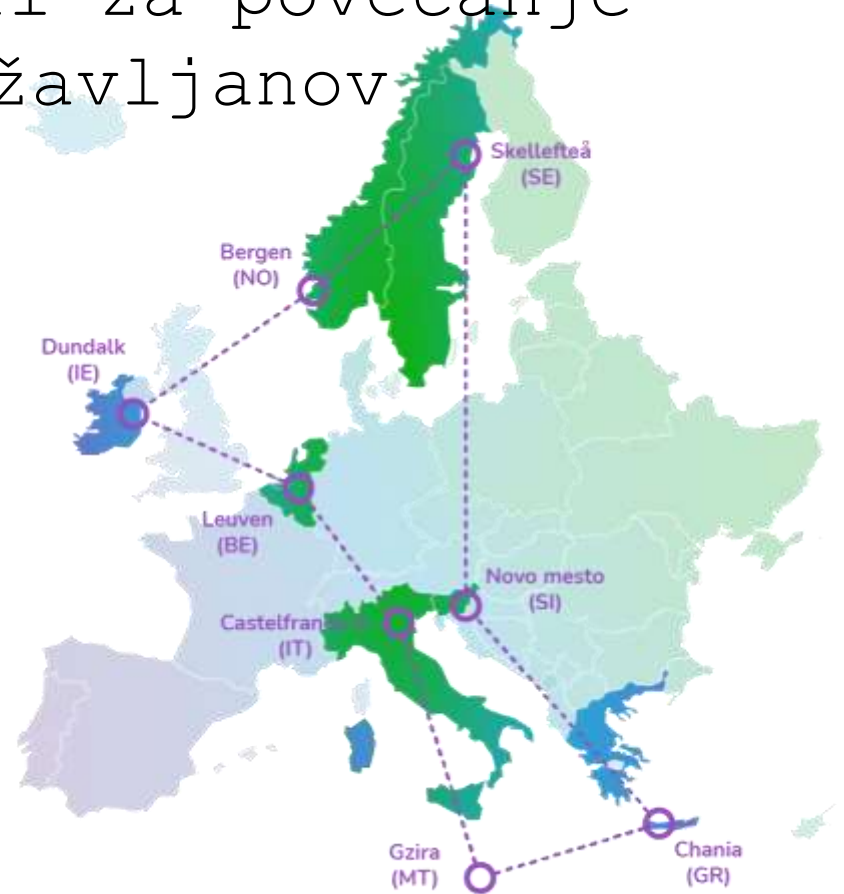 za povečanje
žavljanov
Skellefteå
(SE)
Bergen
(NO)
Dundalk
(IE)
Leuven
(BE)
Novo mesto
(SI)
Castelfran
(IT)
Gzira
(MT)
Chania
(GR)